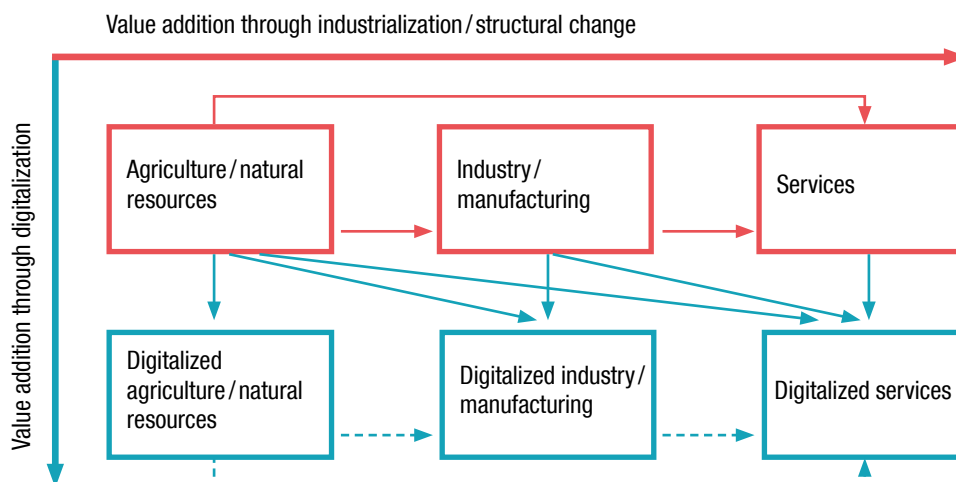 Value addition through industrialization/structural change
Value addition through digitalization
Agriculture/natural
resources
Industry/
manufacturing
Services
Digitalized
agriculture/natural
resources
Digitalized industry/
manufacturing
Digitalized services